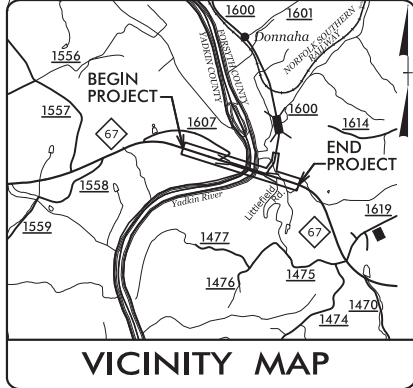 1600
1601
Donnaha
1556
FORSYTH COUNTY
YADKIN COUNTY
NORFOLK SOUTHERN
RAILWAY
BEGIN
PROJECT
1557
67
1607
1600
1614
END
PROJECT
1558
Yadkin River
Littlefield
Rd.
1559
67
1619
1477
1476
1475
1474
1470
VICINITY MAP